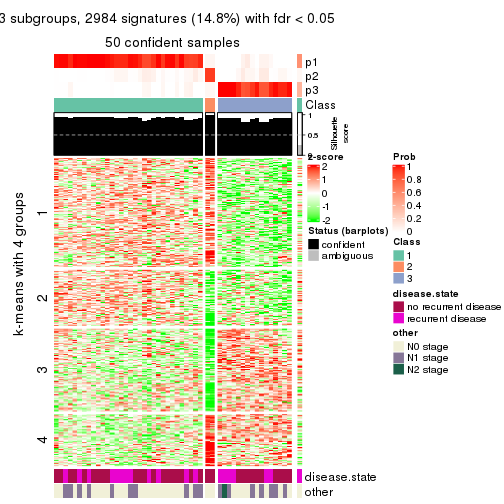 3 subgroups, 2984 signatures (14.8%) with fdr < 0.05
50 confident samples
p1
p2
p3
Class
1
0.5
0
Silhouette
score
k-means with 4 groups
1
2
3
4
z-score
2
1
0
-1
-2
Status (barplots)
confident
ambiguous
Prob
1
0.8
0.6
0.4
0.2
0
Class
1
2
3
disease.state
no recurrent disease
recurrent disease
other
N0 stage
N1 stage
N2 stage
disease.state
other